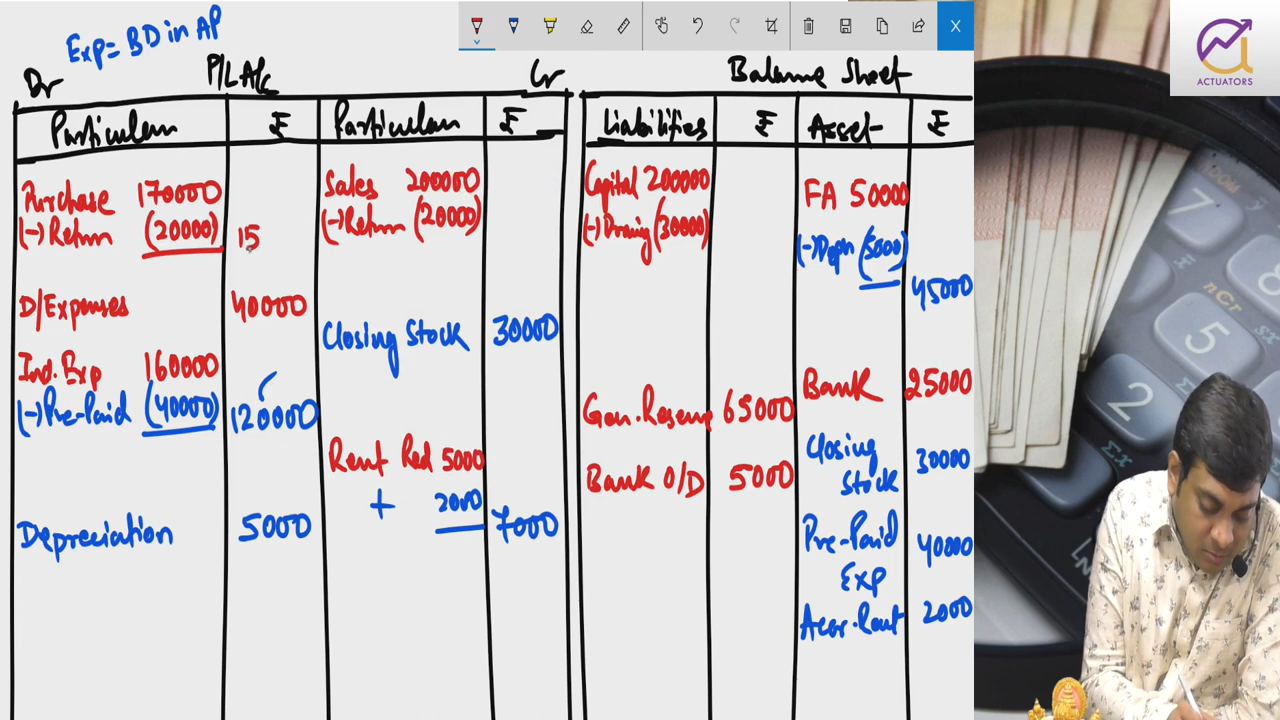 Exp = BD in AP
Dr P/L A/c Cr
Particulars ₹ Particulars ₹
Purchase 170000
(-) Return (20000) 15
D/Expenses 40000
Ind. Exp 160000
(-) Pre-Paid (40000) 120000
Depreciation 5000
Sales 200000
(-) Return (20000)
Closing Stock 30000
Rent Red 5000
+ 2000 7000
Balance Sheet
Liabilities ₹ Asset ₹
Capital 200000
(-) Drawing (30000)
Gen. Reserve 65000
Bank O/D 5000
FA 50000
(-) Depn (5000)
45000
Bank 25000
Closing
Stock 30000
Pre-Paid
Exp 40000
Accr. Rent 2000
ACTUATORS